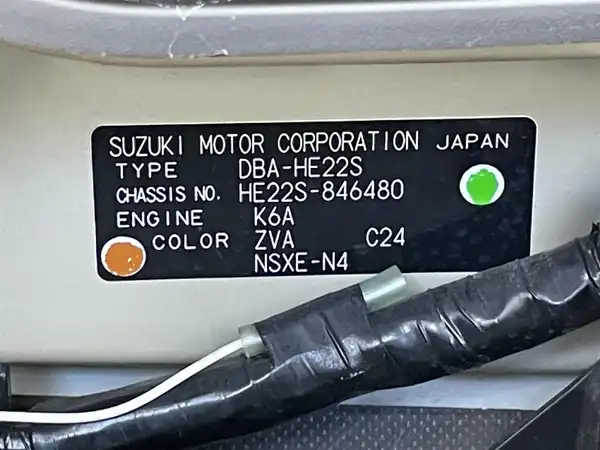 SUZUKI MOTOR CORPORATION JAPAN
TYPE DBA-HE22S
CHASSIS NO. HE22S-846480
ENGINE K6A
COLOR ZVA C24
NSXE-N4